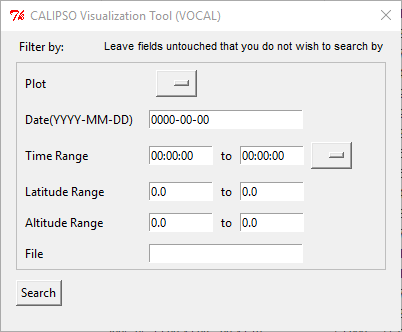 CALIPSO Visualization Tool (VOCAL)
Filter by: Leave fields untouched that you do not wish to search by
Plot
Date(YYYY-MM-DD) 0000-00-00
Time Range 00:00:00 to 00:00:00
Latitude Range 0.0 to 0.0
Altitude Range 0.0 to 0.0
File
Search